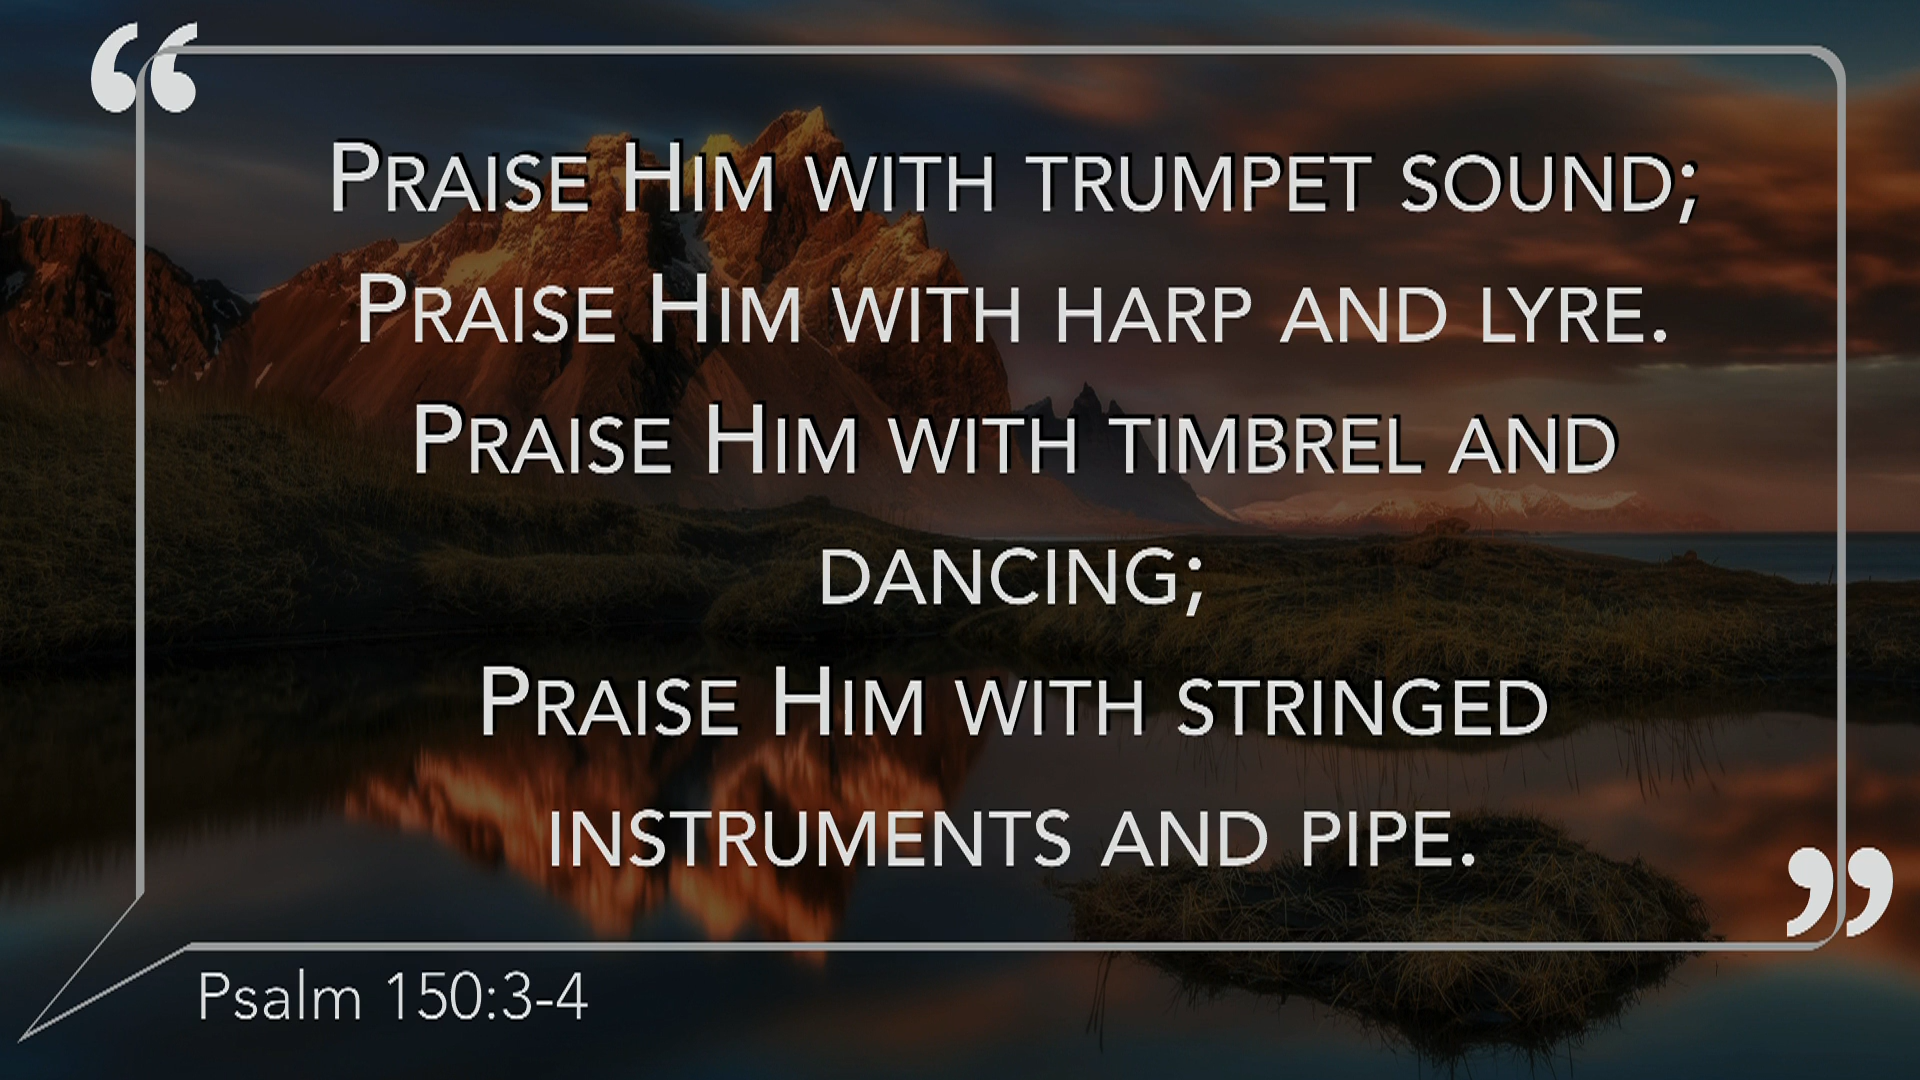 “
Praise Him with trumpet sound;
Praise Him with harp and lyre.
Praise Him with timbrel and
dancing;
Praise Him with stringed
instruments and pipe.
”
Psalm 150:3-4